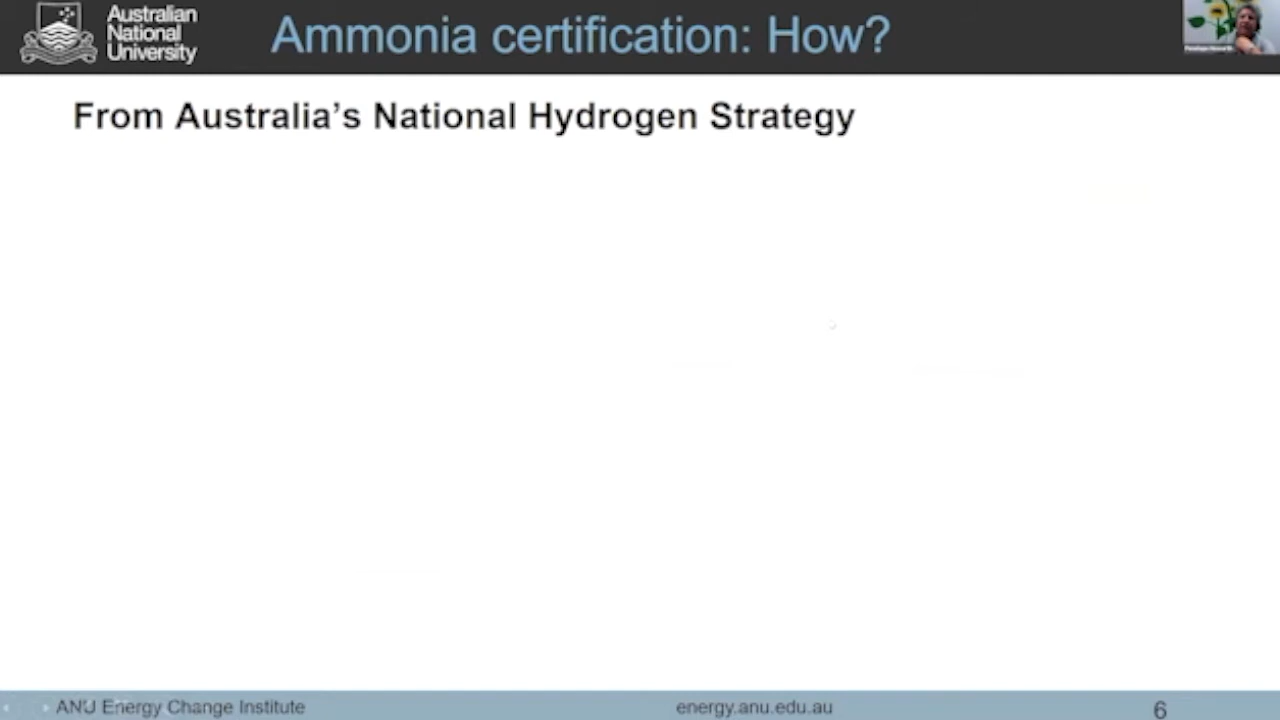 Australian
National
University
Ammonia certification: How?
From Australia's National Hydrogen Strategy
ANU Energy Change Institute
energy.anu.edu.au
6